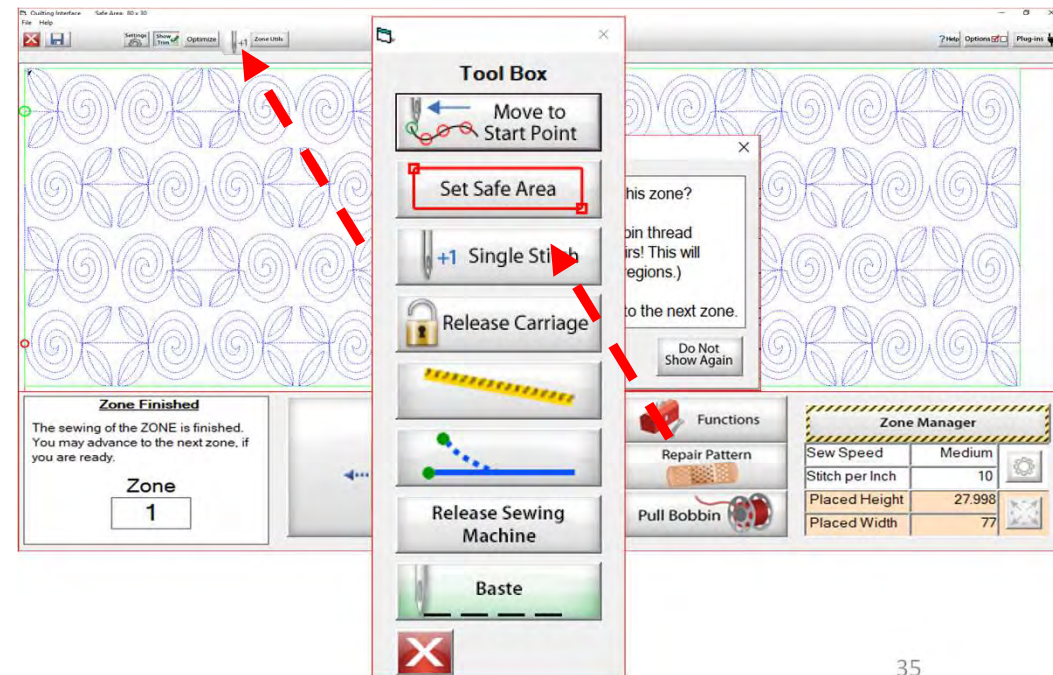 Quilting Interface Safe Area: 80 x 30
File Help
Settings
Show Trim
Optimize
+1
Zone Utils
?Help
Options
Plug-ins
Tool Box
Move to
Start Point
Set Safe Area
+1 Single Stitch
Release Carriage
Release Sewing
Machine
Baste
his zone?
bin thread
irs! This will
regions.)
to the next zone.
Do Not
Show Again
Zone Finished
The sewing of the ZONE is finished.
You may advance to the next zone, if
you are ready.
Zone
1
Functions
Repair Pattern
Pull Bobbin
Zone Manager
Sew Speed Medium
Stitch per Inch 10
Placed Height 27.998
Placed Width 77
35